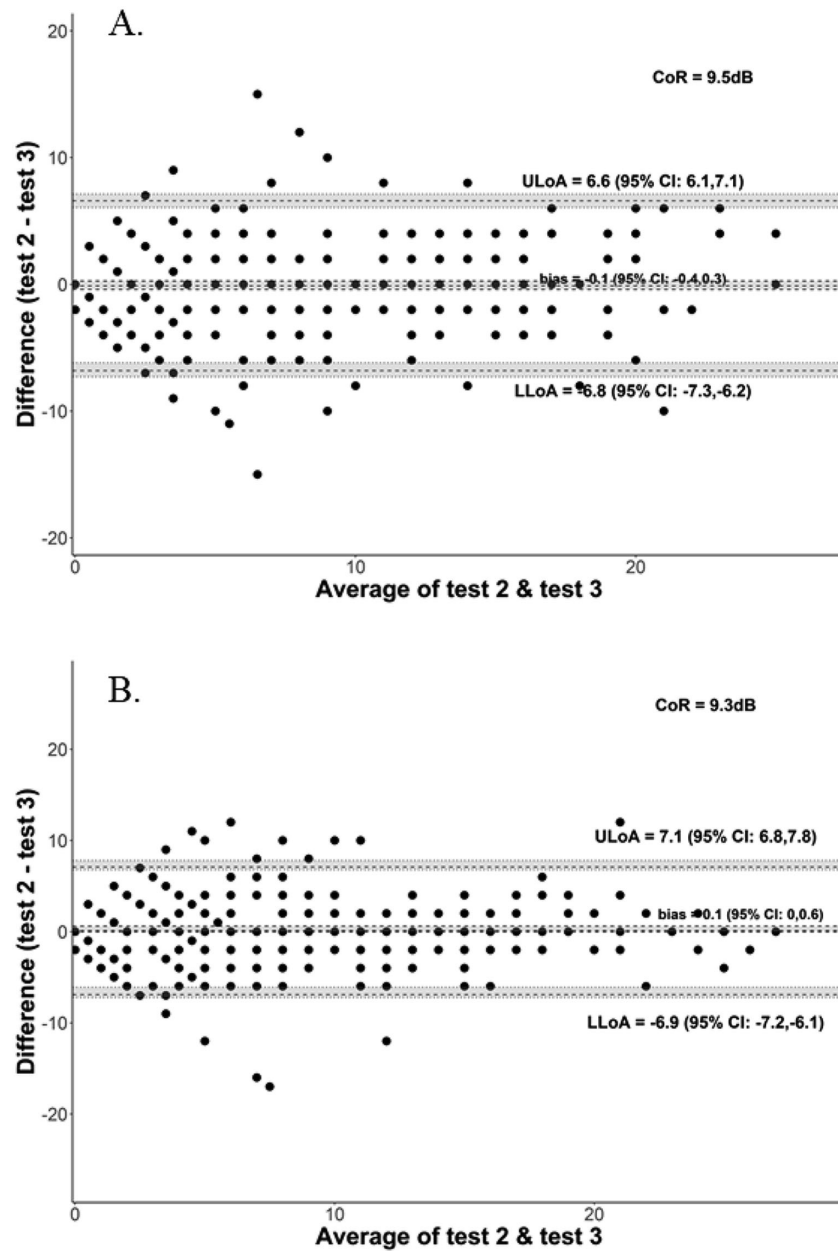 A.
20
CoR = 9.5dB
10
ULoA = 6.6 (95% CI: 6.1,7.1)
Difference (test 2 - test 3)
0
bias = -0.1 (95% CI: -0.4,0.3)
-10
LLoA = -6.8 (95% CI: -7.3,-6.2)
-20
0 10 20
Average of test 2 & test 3
B.
CoR = 9.3dB
20
10
ULoA = 7.1 (95% CI: 6.8,7.8)
Difference (test 2 - test 3)
bias = 0.1 (95% CI: 0,0.6)
0
-10
LLoA = -6.9 (95% CI: -7.2,-6.1)
-20
0 10 20
Average of test 2 & test 3